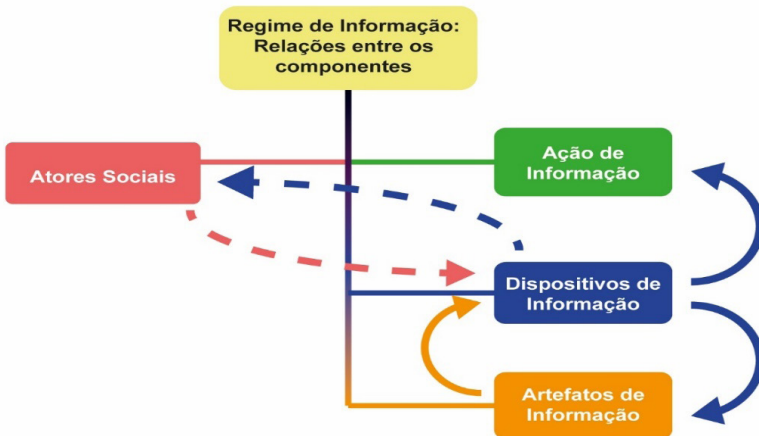 Regime de Informação:
Relações entre os
componentes
Atores Sociais
Ação de
Informação
Dispositivos de
Informação
Artefatos de
Informação